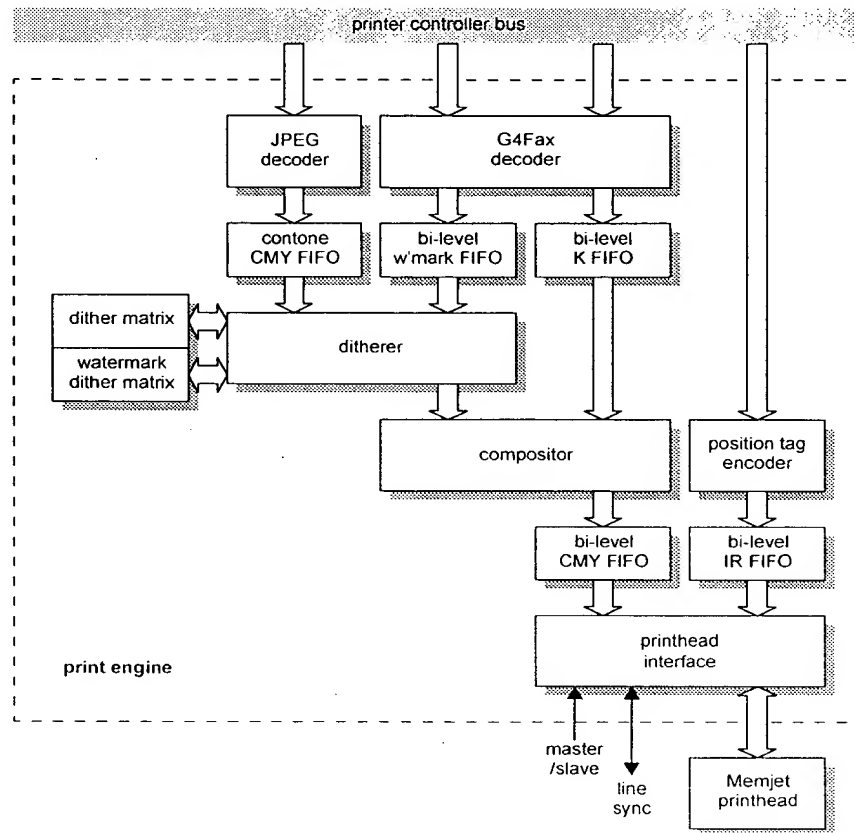 printer controller bus
JPEG
decoder
G4Fax
decoder
contone
CMY FIFO
bi-level
w'mark FIFO
bi-level
K FIFO
dither matrix
watermark
dither matrix
ditherer
compositor
position tag
encoder
bi-level
CMY FIFO
bi-level
IR FIFO
printhead
interface
print engine
master
/slave
line
sync
Memjet
printhead